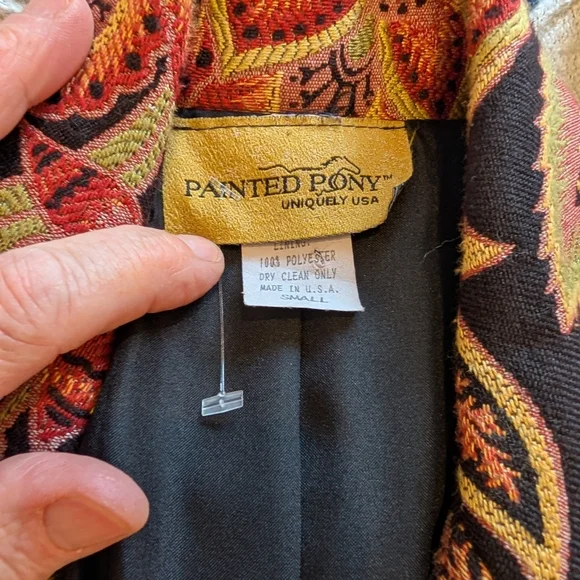 PAINTED PONY™
UNIQUELY USA
LINING:
100% POLYESTER
DRY CLEAN ONLY
MADE IN U.S.A.
SMALL